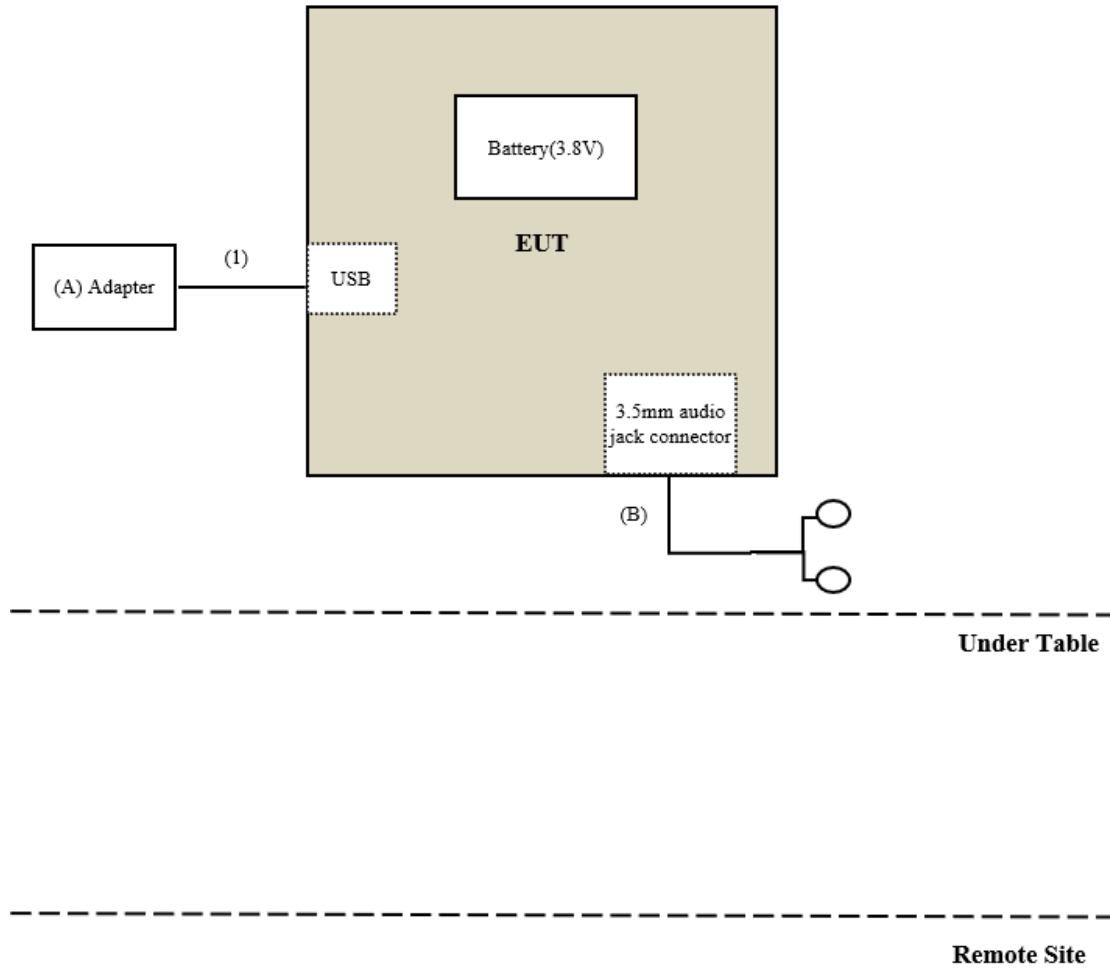 Battery(3.8V)
EUT
(1)
(A) Adapter
USB
3.5mm audio
jack connector
(B)
Under Table
Remote Site